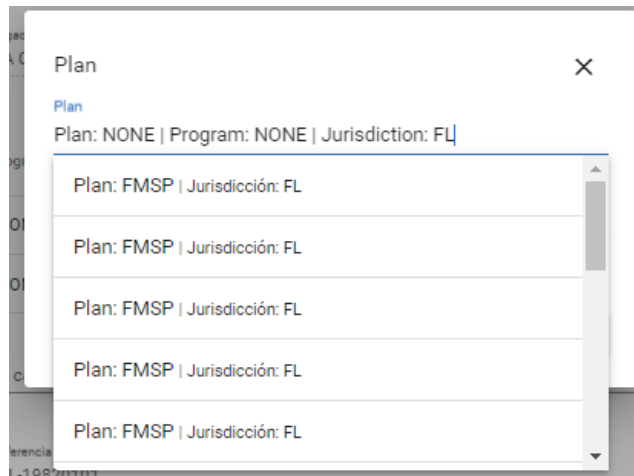 Plan
Plan
Plan: NONE | Program: NONE | Jurisdiction: FL
Plan: FMSP | Jurisdicción: FL
Plan: FMSP | Jurisdicción: FL
Plan: FMSP | Jurisdicción: FL
Plan: FMSP | Jurisdicción: FL
Plan: FMSP | Jurisdicción: FL
erencia